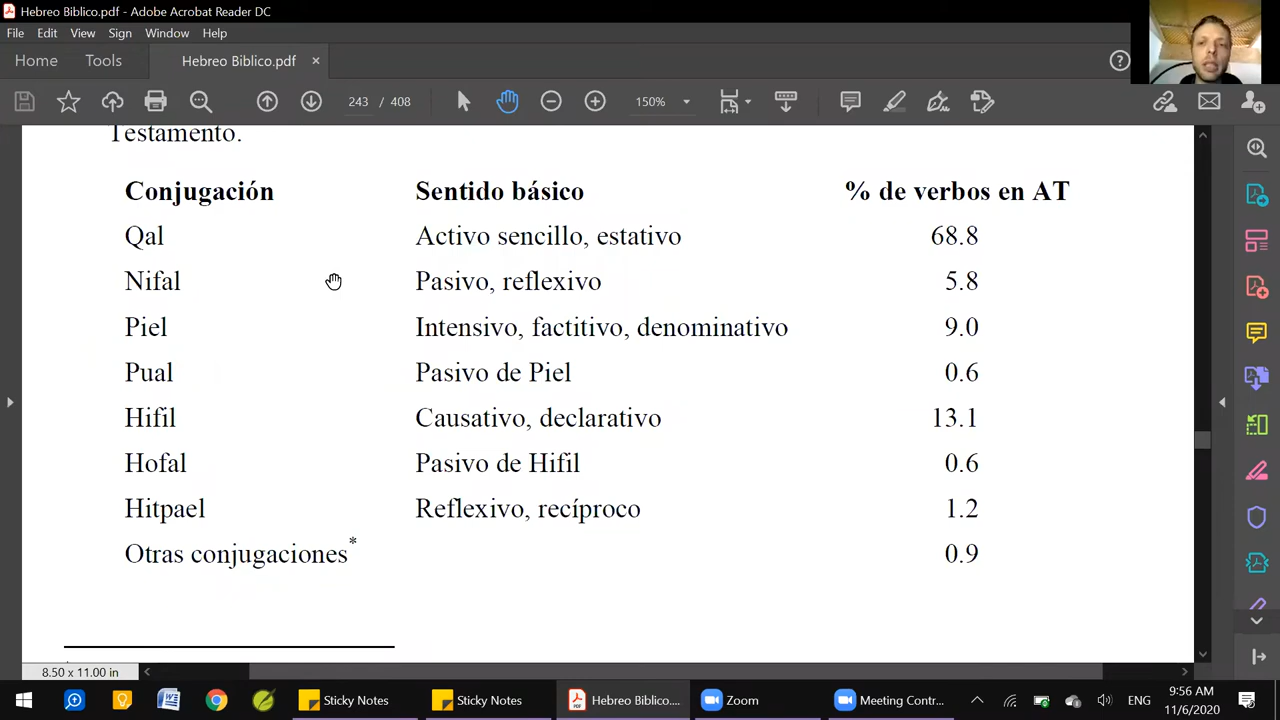 Hebreo Biblico.pdf - Adobe Acrobat Reader DC
File Edit View Sign Window Help
Home Tools Hebreo Biblico.pdf ×
243 / 408 150%
Testamento.
Conjugación Sentido básico % de verbos en AT
Qal Activo sencillo, estativo 68.8
Nifal Pasivo, reflexivo 5.8
Piel Intensivo, factitivo, denominativo 9.0
Pual Pasivo de Piel 0.6
Hifil Causativo, declarativo 13.1
Hofal Pasivo de Hifil 0.6
Hitpael Reflexivo, recíproco 1.2
Otras conjugaciones* 0.9
8.50 x 11.00 in
Sticky Notes Sticky Notes Hebreo Biblico.... Zoom Meeting Contr... ENG 9:56 AM
11/6/2020